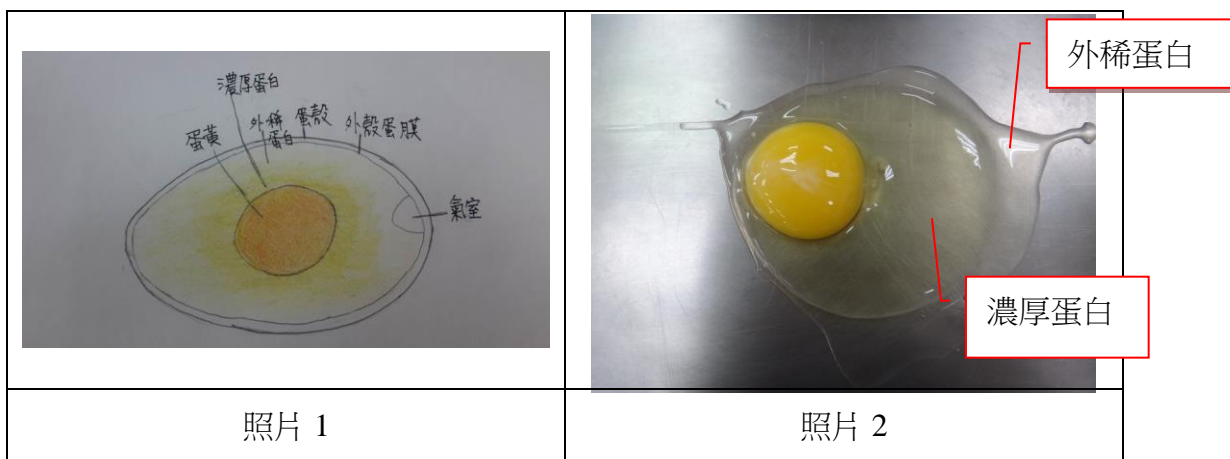 濃厚蛋白
蛋黃
外稀
蛋白
蛋殼
外殼蛋膜
氣室
外稀蛋白
濃厚蛋白
照片 1
照片 2